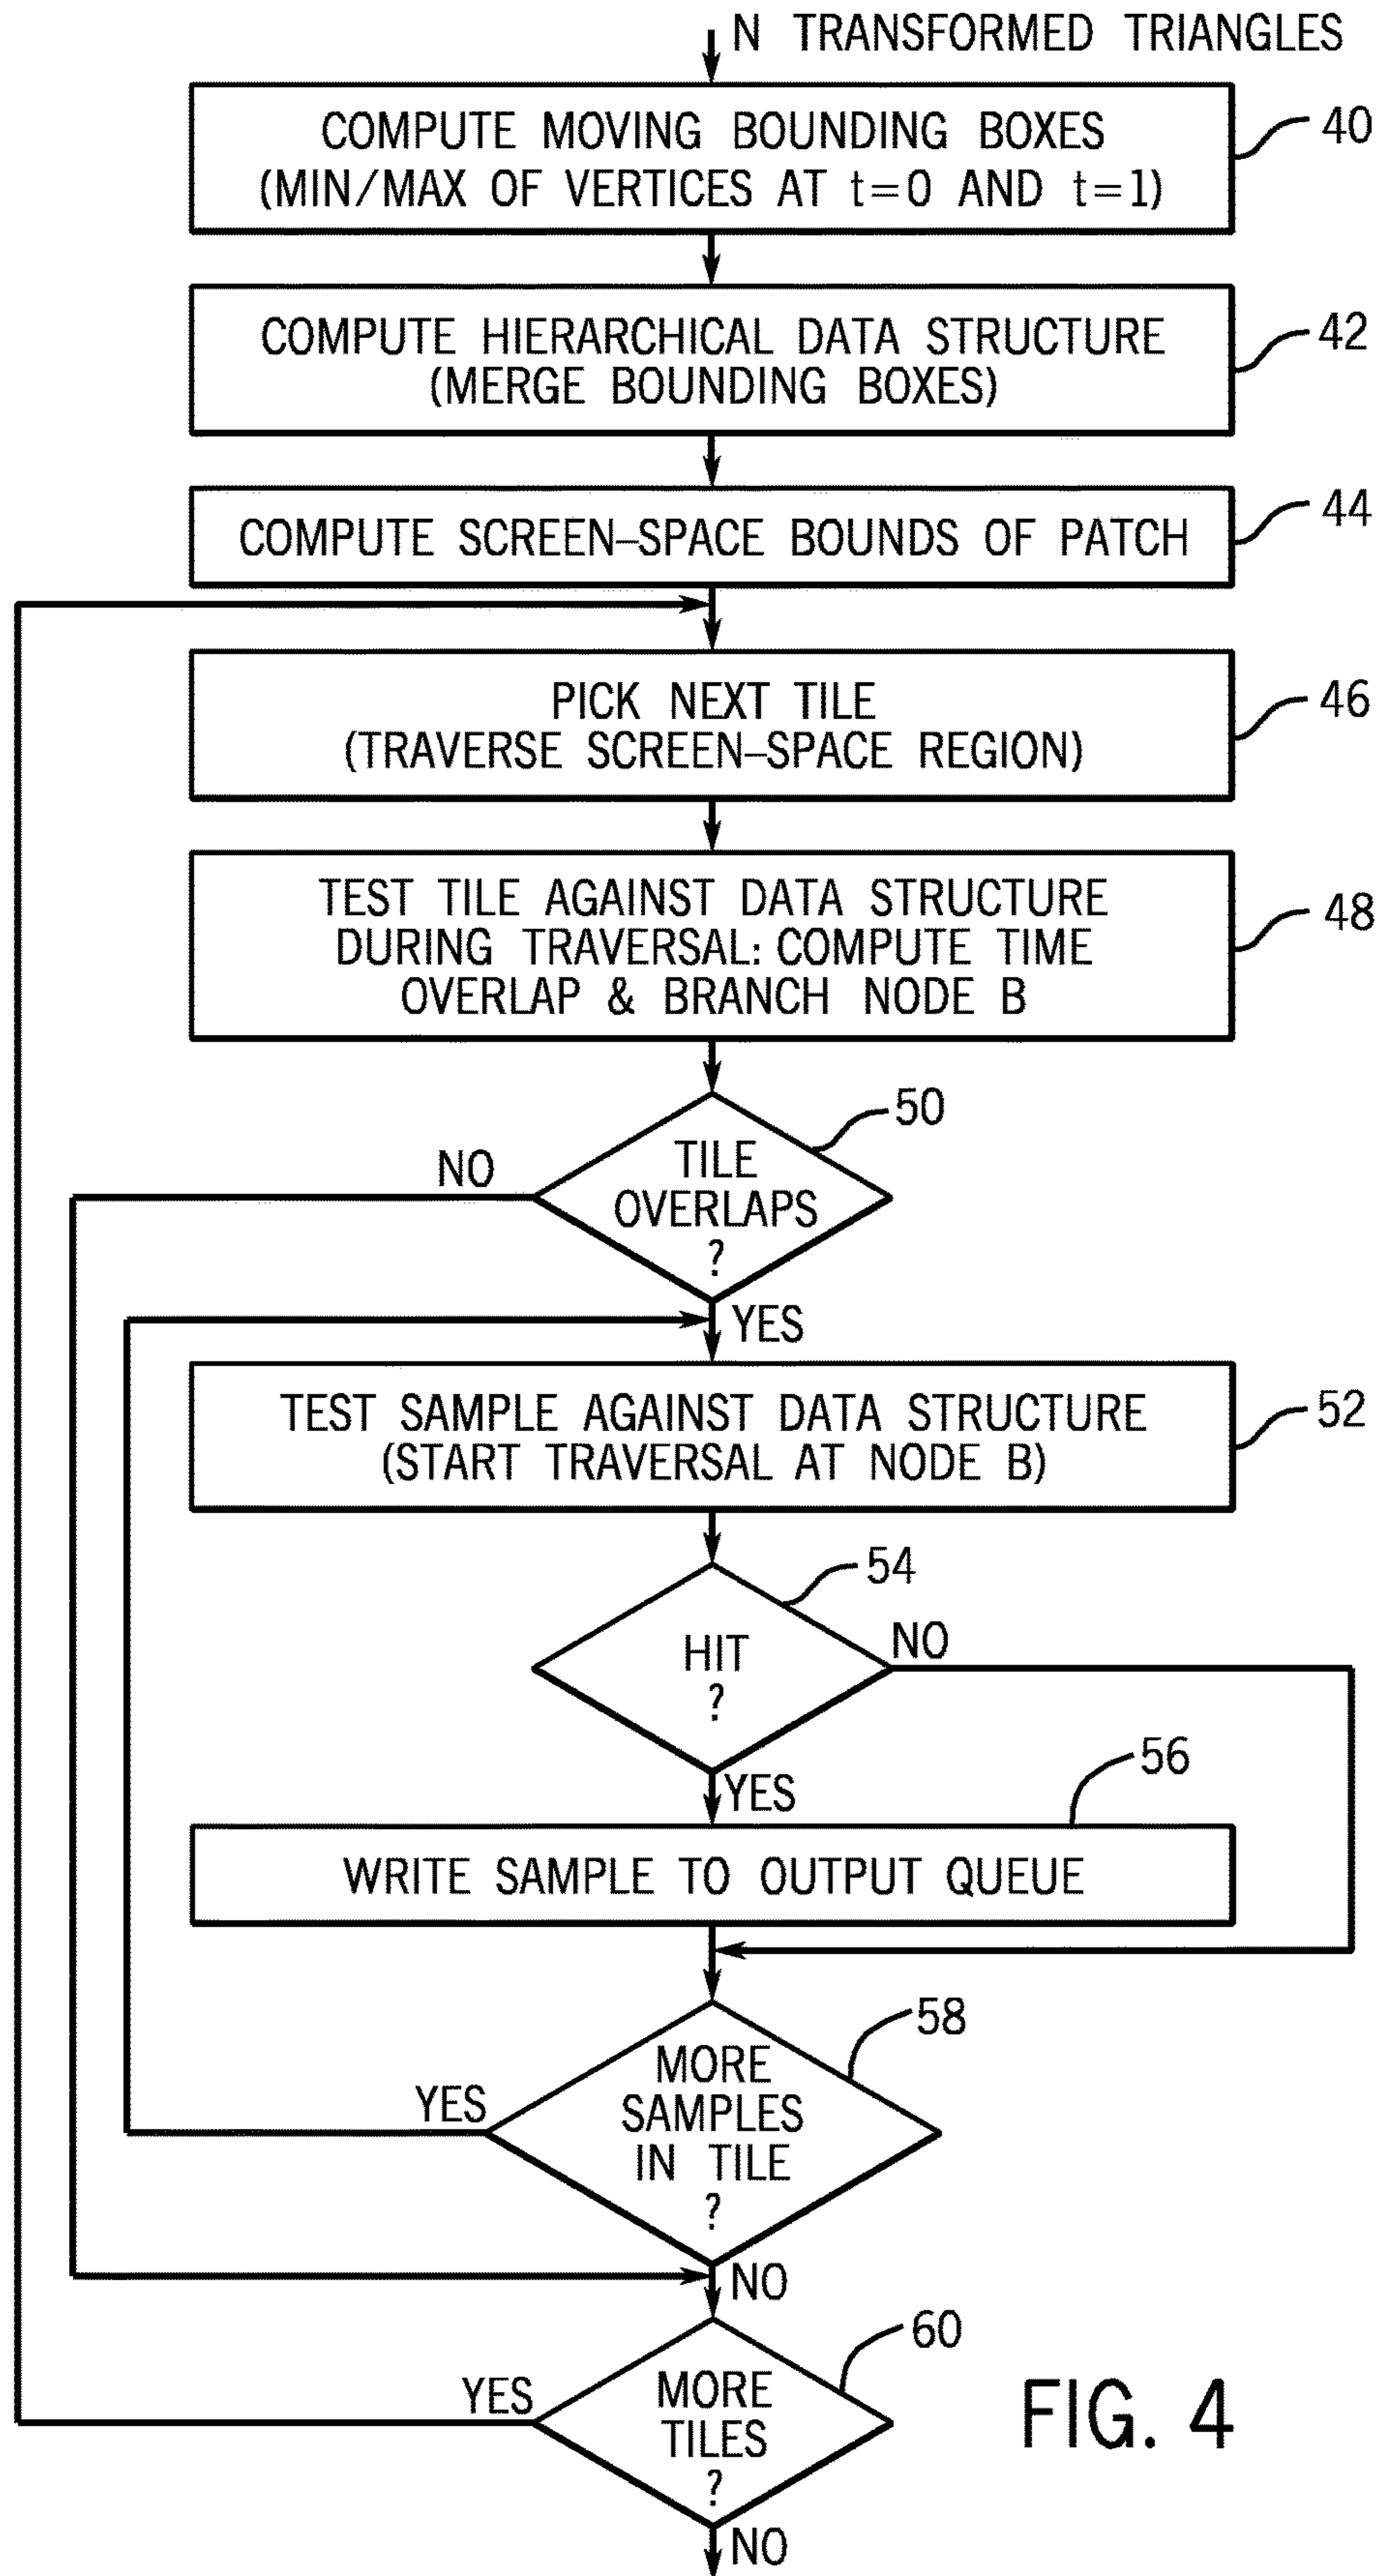 N TRANSFORMED TRIANGLES
COMPUTE MOVING BOUNDING BOXES
(MIN/MAX OF VERTICES AT t=0 AND t=1)
40
COMPUTE HIERARCHICAL DATA STRUCTURE
(MERGE BOUNDING BOXES)
42
COMPUTE SCREEN–SPACE BOUNDS OF PATCH
44
PICK NEXT TILE
(TRAVERSE SCREEN–SPACE REGION)
46
TEST TILE AGAINST DATA STRUCTURE
DURING TRAVERSAL: COMPUTE TIME
OVERLAP & BRANCH NODE B
48
50
NO
TILE
OVERLAPS
?
YES
TEST SAMPLE AGAINST DATA STRUCTURE
(START TRAVERSAL AT NODE B)
52
54
HIT
?
NO
YES
56
WRITE SAMPLE TO OUTPUT QUEUE
58
MORE
SAMPLES
IN TILE
?
YES
NO
60
MORE
TILES
?
YES
NO
FIG. 4